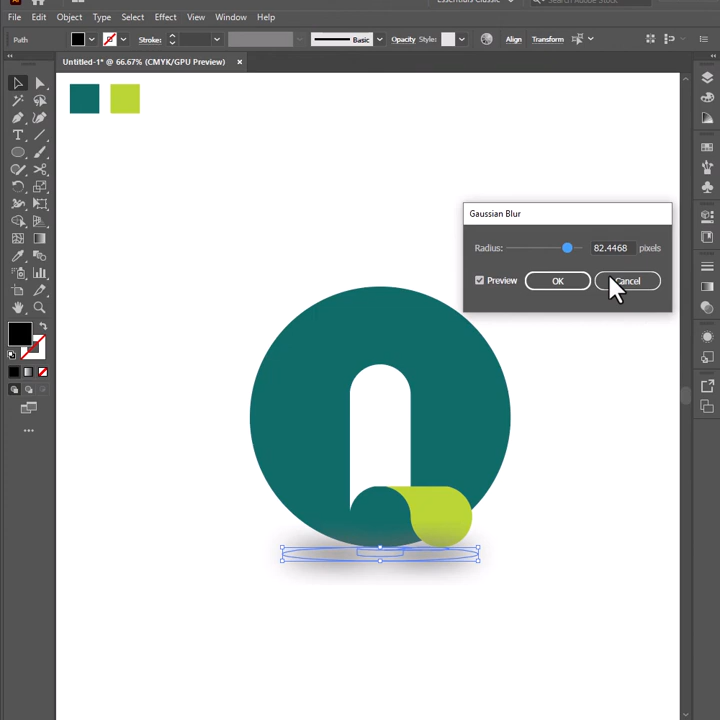 Essentials Classic
Search Adobe Stock
File Edit Object Type Select Effect View Window Help
Path Stroke: Basic Opacity Style: Align Transform
Untitled-1* @ 66.67% (CMYK/GPU Preview) ×
Gaussian Blur
Radius: 82.4468 pixels
Preview OK Cancel